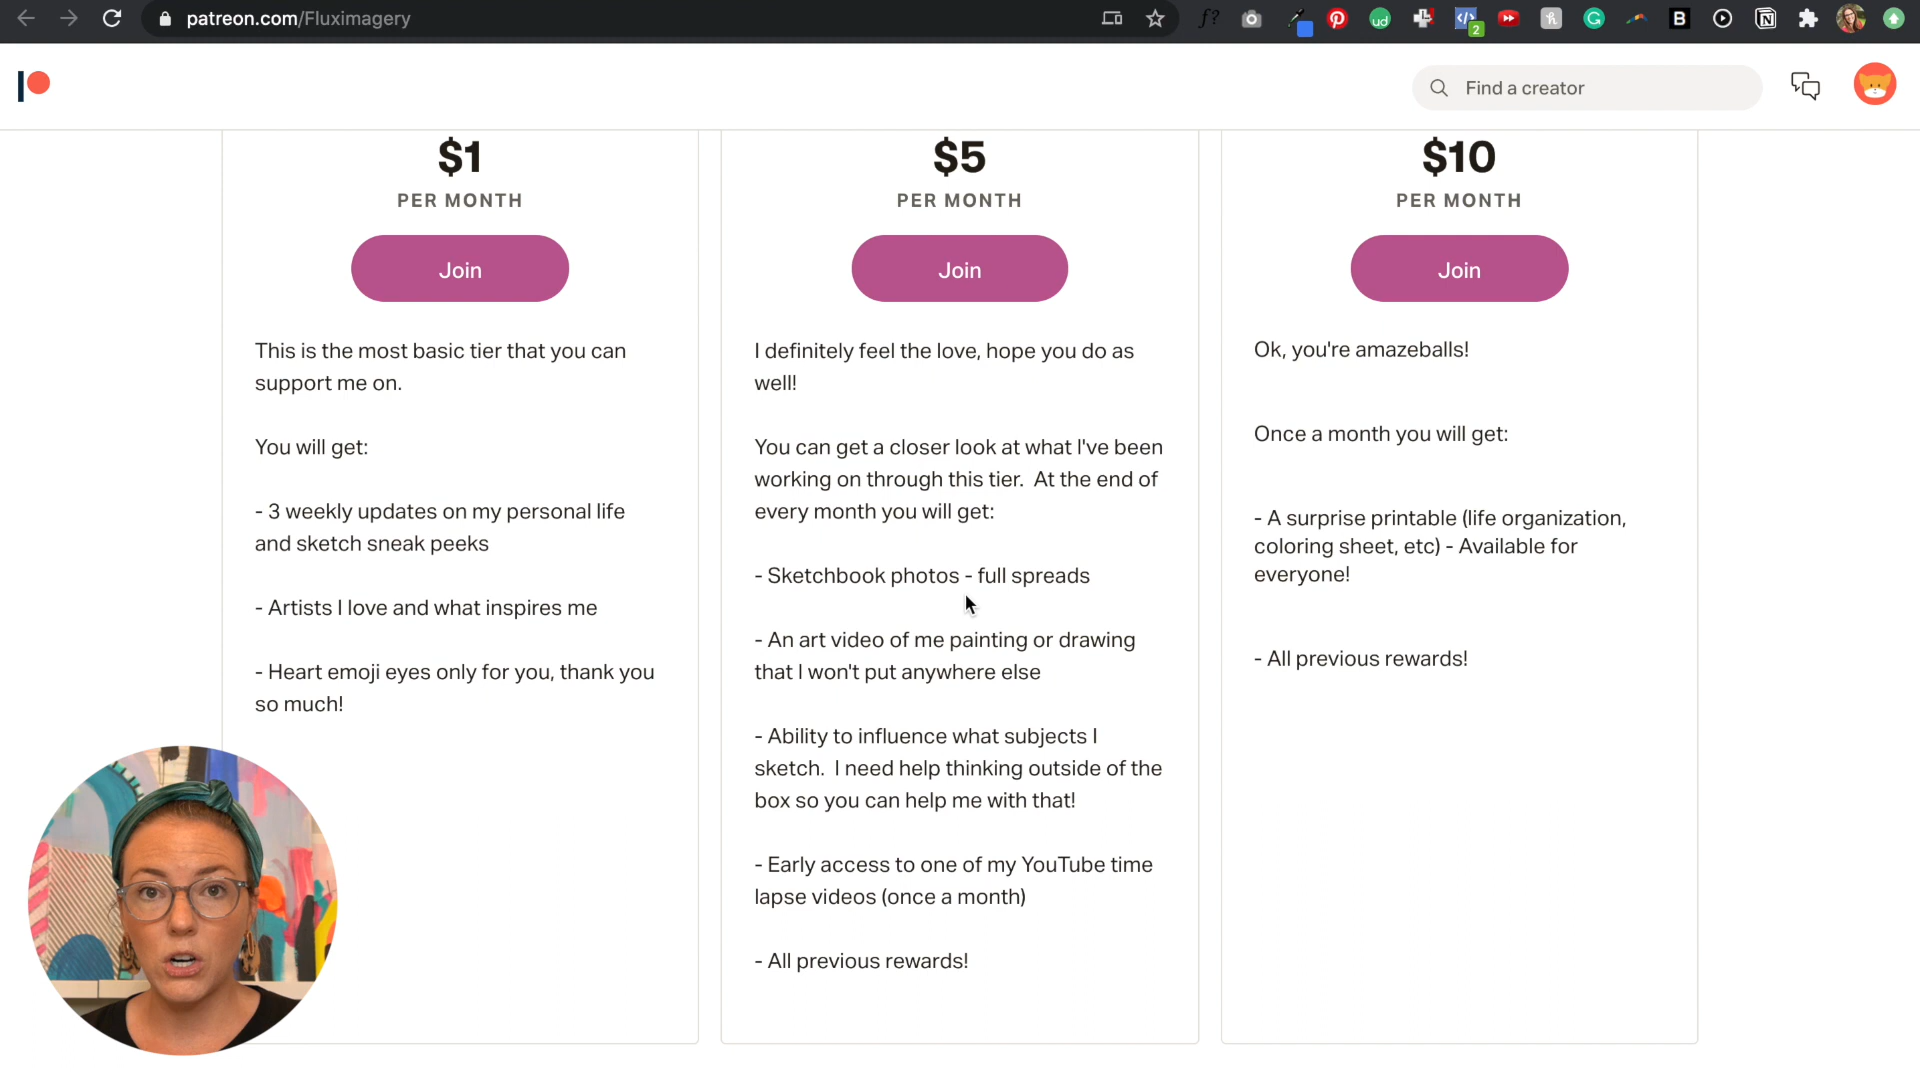 patreon.com/Fluximagery
2
Find a creator
$1
PER MONTH
Join
This is the most basic tier that you can
support me on.
You will get:
- 3 weekly updates on my personal life
and sketch sneak peeks
- Artists I love and what inspires me
- Heart emoji eyes only for you, thank you
so much!
$5
PER MONTH
Join
I definitely feel the love, hope you do as
well!
You can get a closer look at what I've been
working on through this tier.  At the end of
every month you will get:
- Sketchbook photos - full spreads
- An art video of me painting or drawing
that I won't put anywhere else
- Ability to influence what subjects I
sketch.  I need help thinking outside of the
box so you can help me with that!
- Early access to one of my YouTube time
lapse videos (once a month)
- All previous rewards!
$10
PER MONTH
Join
Ok, you're amazeballs!
Once a month you will get:
- A surprise printable (life organization,
coloring sheet, etc) - Available for
everyone!
- All previous rewards!